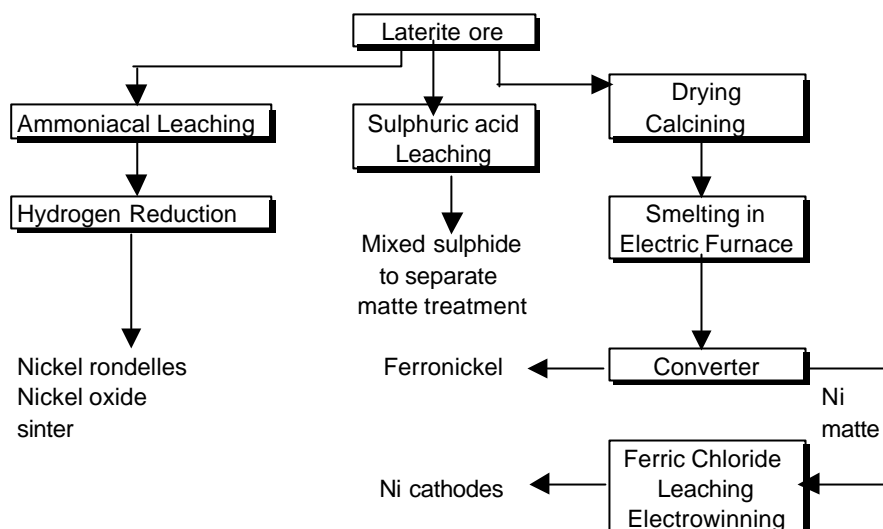 Laterite ore
Ammoniacal Leaching
Sulphuric acid
Leaching
Drying
Calcining
Hydrogen Reduction
Mixed sulphide
to separate
matte treatment
Smelting in
Electric Furnace
Nickel rondelles
Nickel oxide
sinter
Ferronickel
Converter
Ni
matte
Ni cathodes
Ferric Chloride
Leaching
Electrowinning